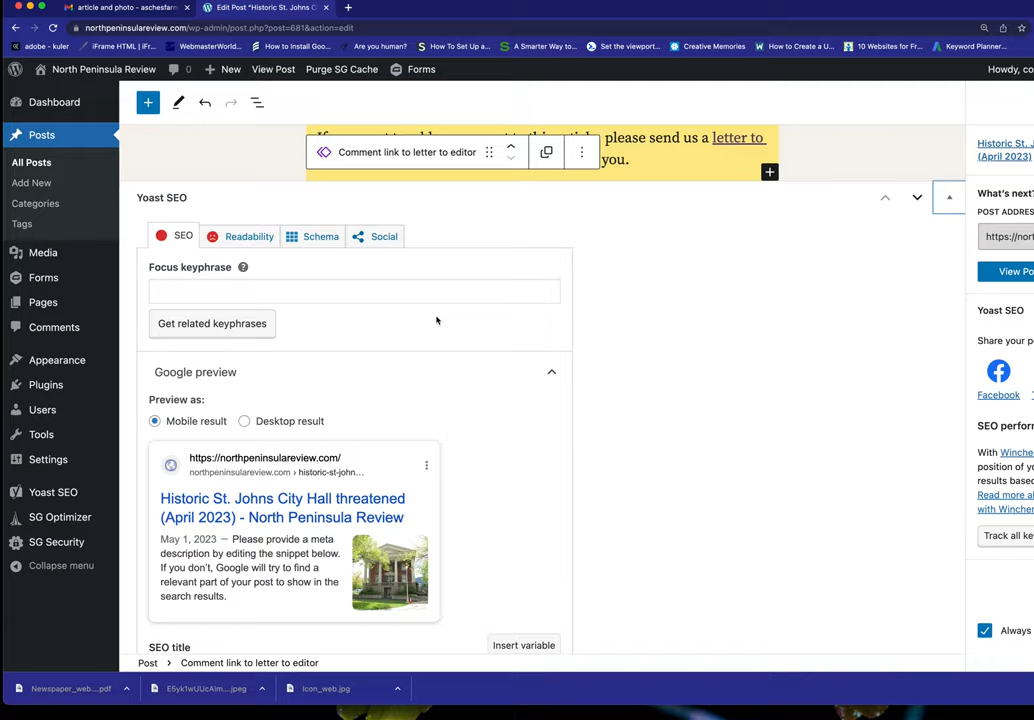 article and photo - aschesfarm
Edit Post "Historic St. Johns C
northpeninsulareview.com/wp-admin/post.php?post=681&action=edit
adobe - kuler
iFrame HTML | iFr...
WebmasterWorld...
How to Install Goo...
Are you human?
How To Set Up a...
A Smarter Way to...
Set the viewport...
Creative Memories
How to Create a U...
10 Websites for Fr...
Keyword Planner...
North Peninsula Review
0
New
View Post
Purge SG Cache
Forms
Howdy, co
Dashboard
Posts
All Posts
Add New
Categories
Tags
Media
Forms
Pages
Comments
Appearance
Plugins
Users
Tools
Settings
Yoast SEO
SG Optimizer
SG Security
Collapse menu
please send us a letter to
you.
Comment link to letter to editor
Yoast SEO
SEO
Readability
Schema
Social
Focus keyphrase
Get related keyphrases
Google preview
Preview as:
Mobile result
Desktop result
https://northpeninsulareview.com/
northpeninsulareview.com › historic-st-john...
Historic St. Johns City Hall threatened
(April 2023) - North Peninsula Review
May 1, 2023 – Please provide a meta
description by editing the snippet below.
If you don't, Google will try to find a
relevant part of your post to show in the
search results.
SEO title
Insert variable
Post
Comment link to letter to editor
Historic St. J
(April 2023)
What's next?
POST ADDRES
https://nort
View Po
Yoast SEO
Share your p
Facebook
SEO perform
With Wincher
position of yo
results based
Read more al
with Winchen
Track all key
Always
Newspaper_web....pdf
E5yk1wUUcAIm....jpeg
Icon_web.jpg